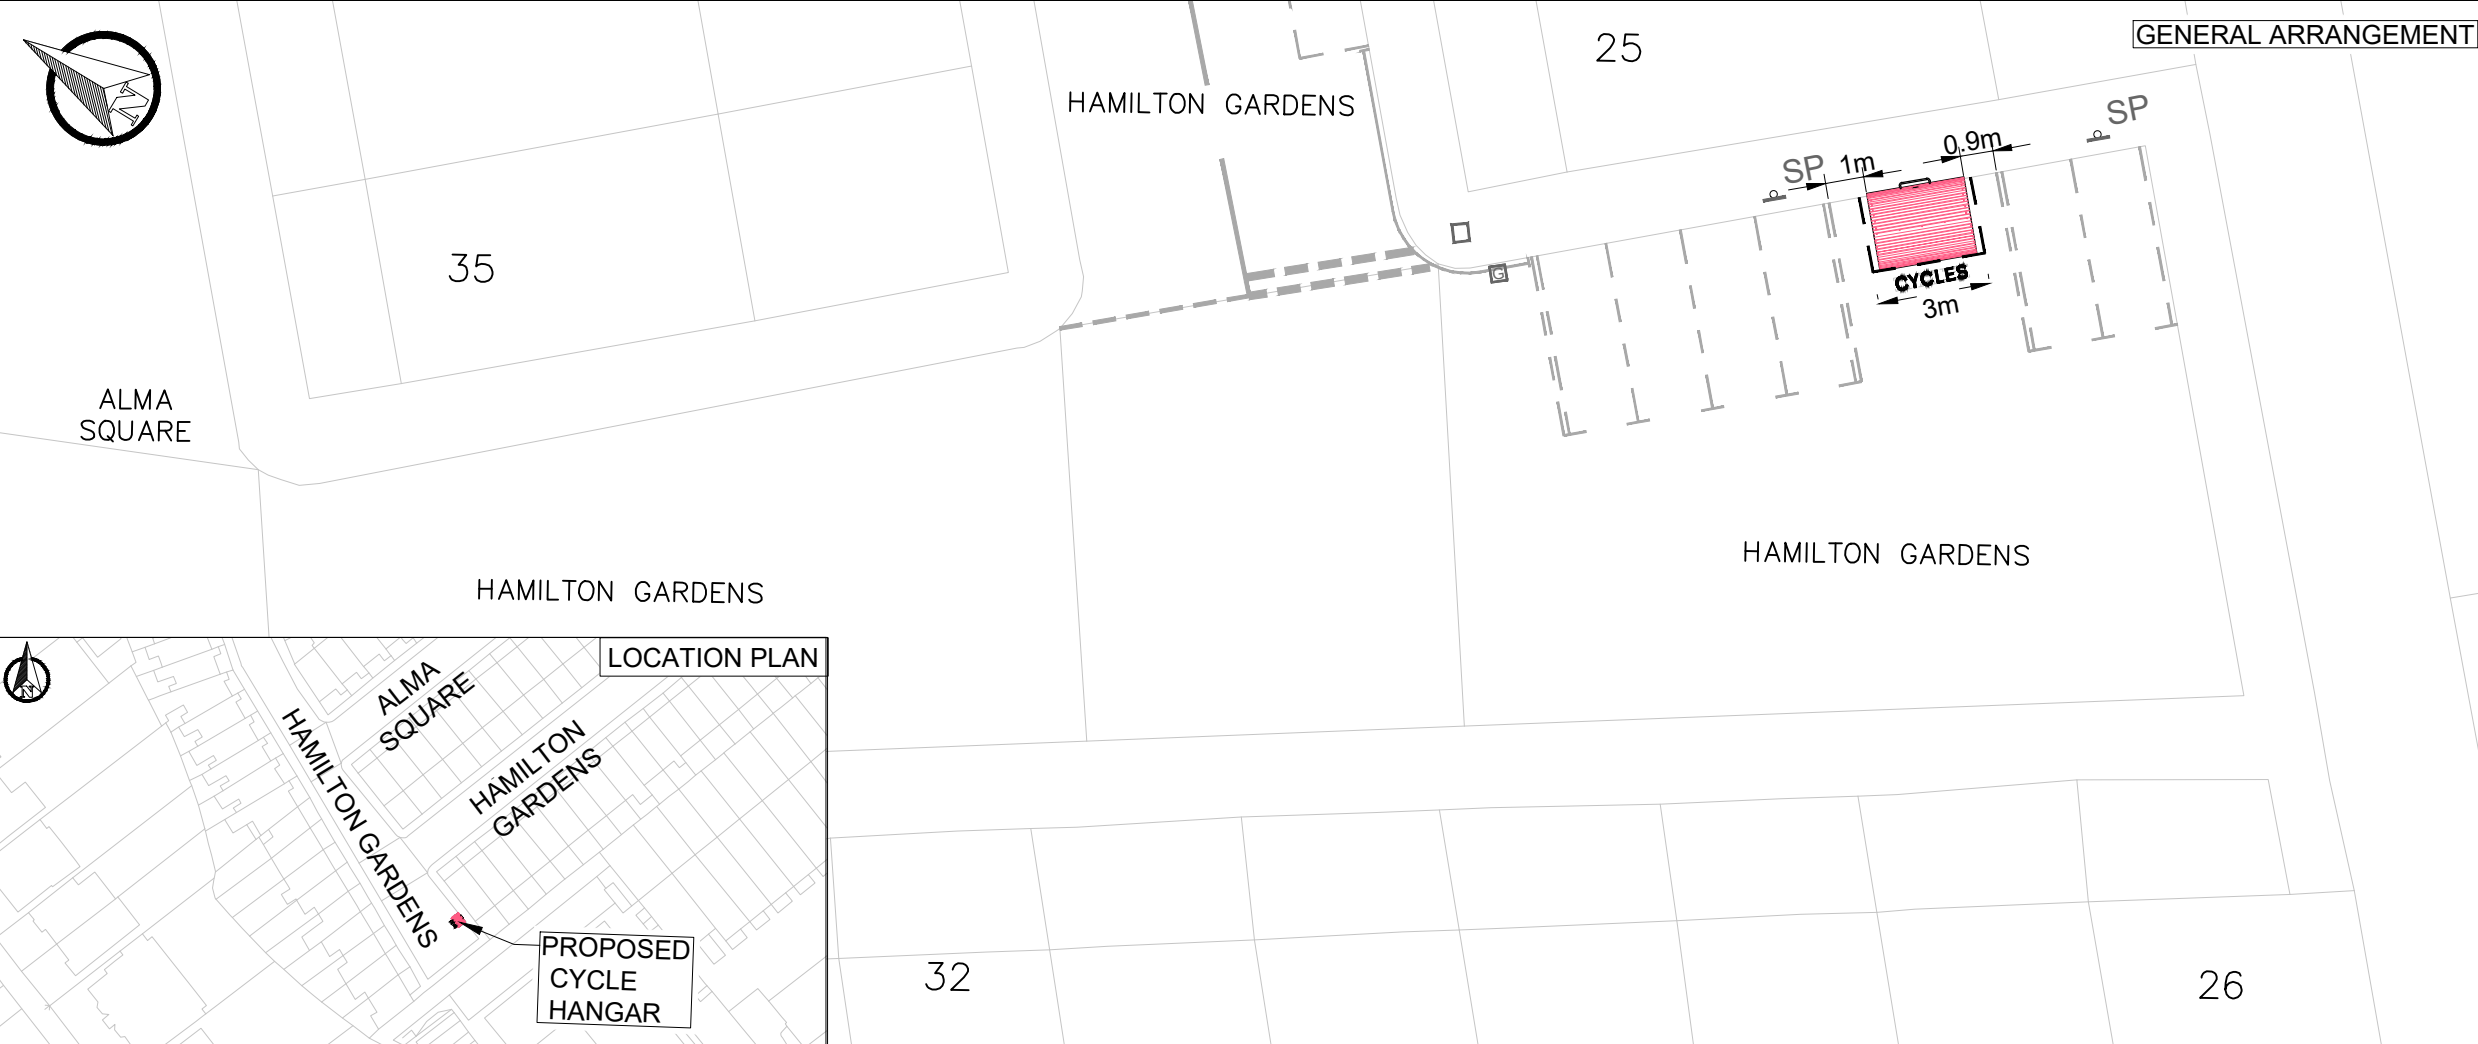 GENERAL ARRANGEMENT
25
HAMILTON GARDENS
SP
0.9m
SP
1m
N
35
G
CYCLES
3m
ALMA
SQUARE
HAMILTON GARDENS
HAMILTON GARDENS
LOCATION PLAN
N
ALMA
SQUARE
HAMILTON GARDENS
HAMILTON
GARDENS
PROPOSED
CYCLE
HANGAR
32
26